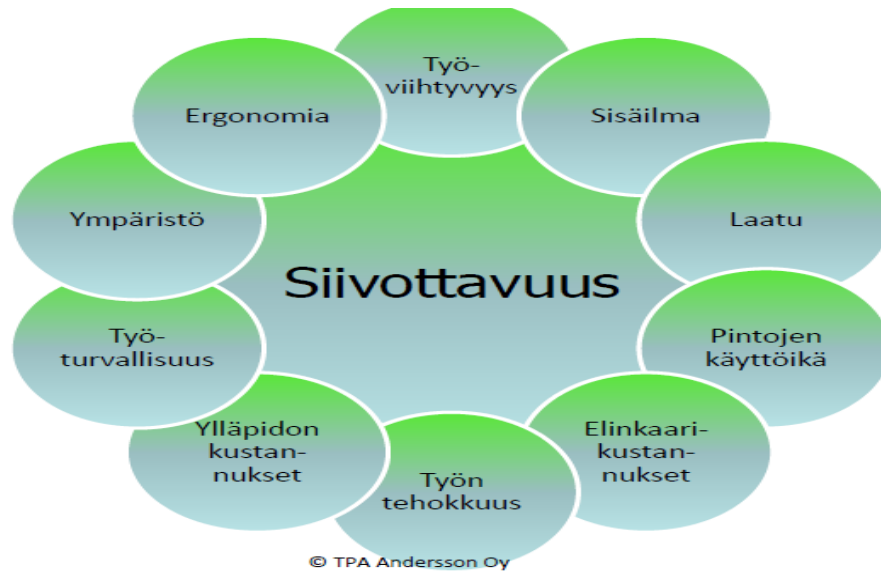 Työ-
viihtyvyys
Sisäilma
Laatu
Pintojen
käyttöikä
Elinkaari-
kustan-
nukset
Työn
tehokkuus
Ylläpidon
kustan-
nukset
Työ-
turvallisuus
Ympäristö
Ergonomia
Siivottavuus
© TPA Andersson Oy